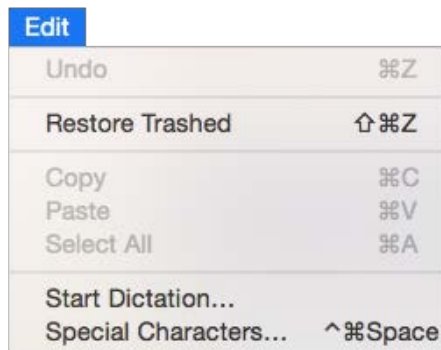 Edit
Undo ⌘Z
Restore Trashed ⇧⌘Z
Copy ⌘C
Paste ⌘V
Select All ⌘A
Start Dictation...
Special Characters... ^⌘Space